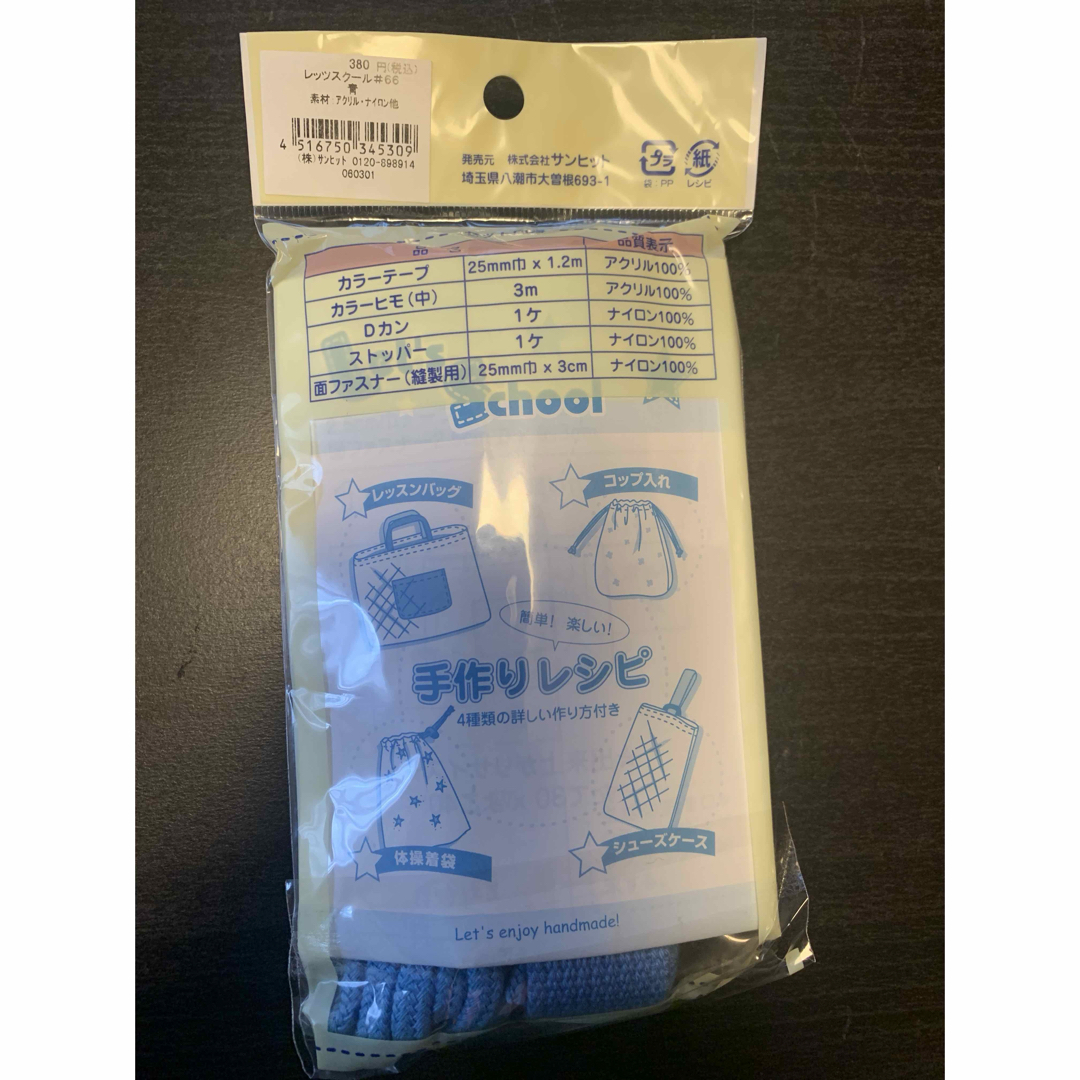 380 円(税込)
レッツスクール#66
青
素材 アクリル・ナイロン他
4 516750 345309
(株)サンヒット 0120-898914
060301
発売元 株式会社サンヒット
埼玉県八潮市大曽根693-1
プラ
袋:PP
紙
レシピ
品質表示
カラーテープ 25mm巾 x 1.2m アクリル100%
カラーヒモ(中) 3m アクリル100%
Dカン 1ケ ナイロン100%
ストッパー 1ケ ナイロン100%
面ファスナー(縫製用) 25mm巾 x 3cm ナイロン100%
School
レッスンバッグ
コップ入れ
簡単! 楽しい!
手作りレシピ
4種類の詳しい作り方付き
体操着袋
シューズケース
Let's enjoy handmade!